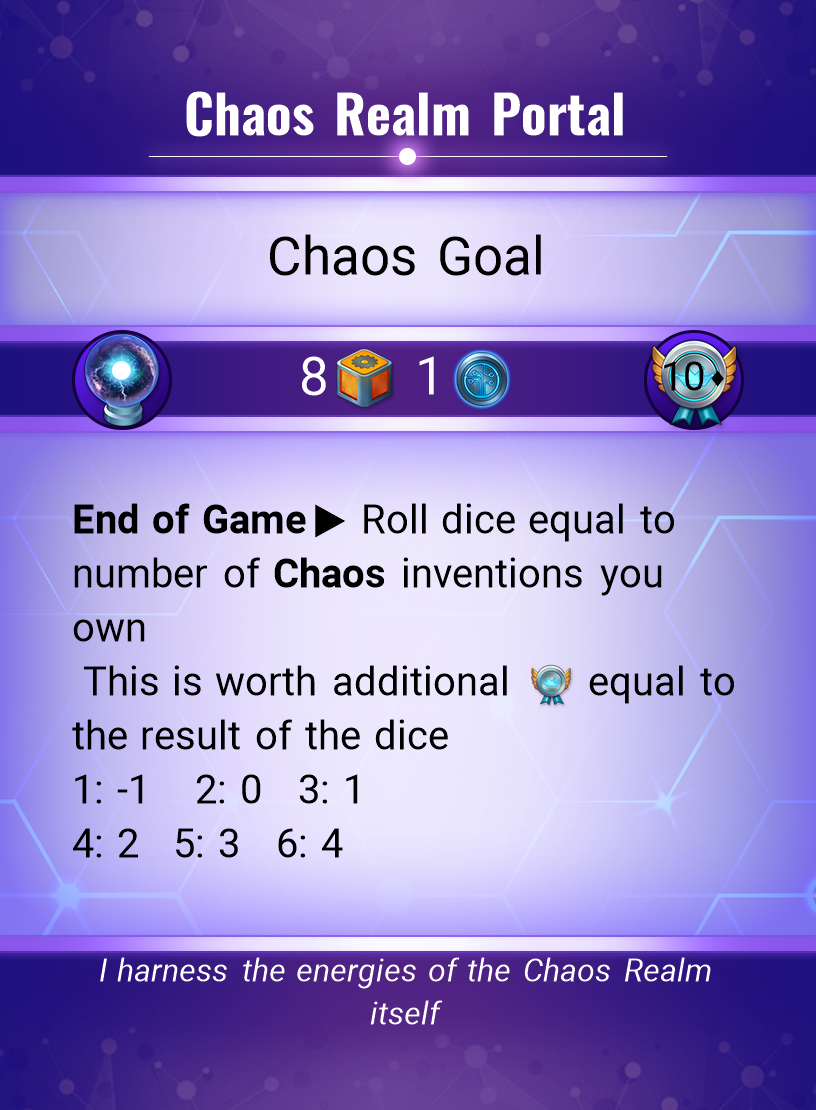 Chaos Realm Portal
Chaos Goal
8 1 10♦
End of Game▶ Roll dice equal to
number of Chaos inventions you
own
This is worth additional equal to
the result of the dice
1: -1 2: 0 3: 1
4: 2 5: 3 6: 4
I harness the energies of the Chaos Realm
itself